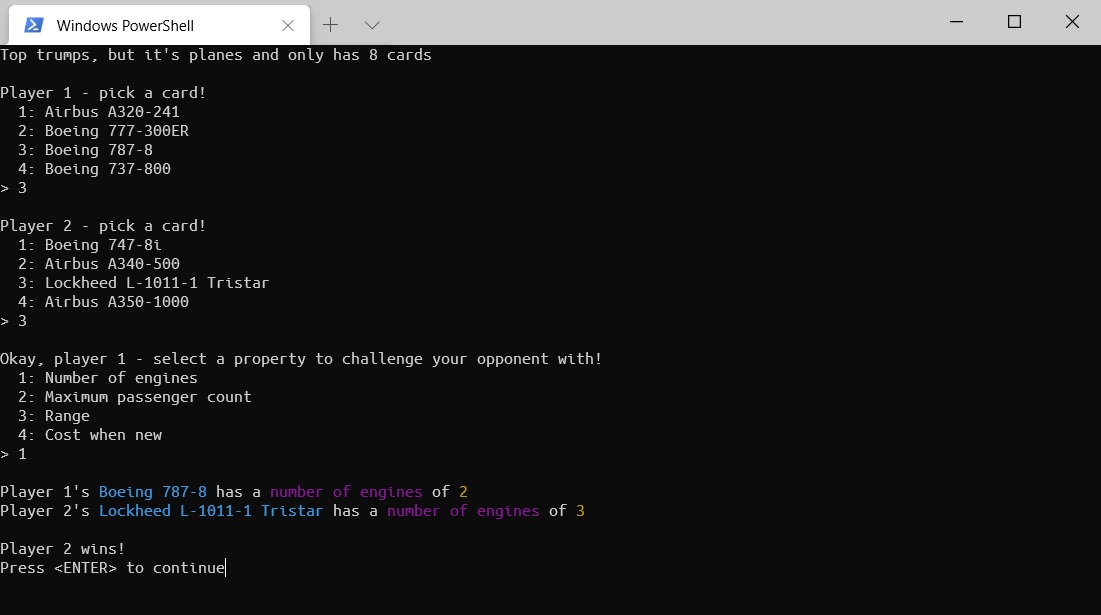 Windows PowerShell
Top trumps, but it's planes and only has 8 cards
Player 1 - pick a card!
1: Airbus A320-241
2: Boeing 777-300ER
3: Boeing 787-8
4: Boeing 737-800
> 3
Player 2 - pick a card!
1: Boeing 747-8i
2: Airbus A340-500
3: Lockheed L-1011-1 Tristar
4: Airbus A350-1000
> 3
Okay, player 1 - select a property to challenge your opponent with!
1: Number of engines
2: Maximum passenger count
3: Range
4: Cost when new
> 1
Player 1's Boeing 787-8 has a number of engines of 2
Player 2's Lockheed L-1011-1 Tristar has a number of engines of 3
Player 2 wins!
Press <ENTER> to continue